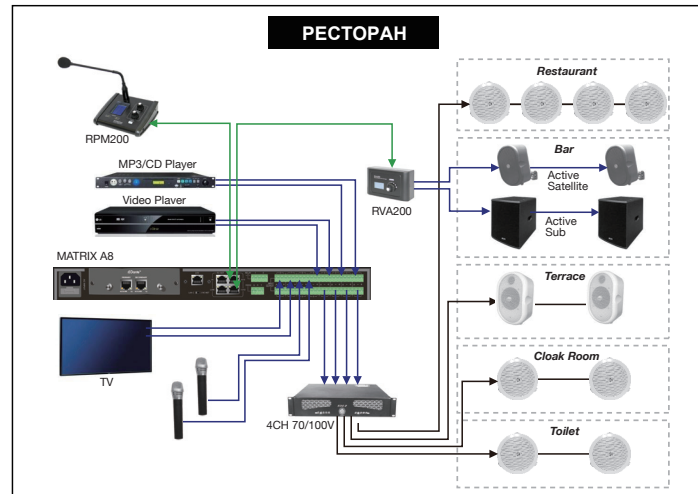 РЕСТОРАН
Restaurant
RPM200
MP3/CD Player
Video Plaver
RVA200
Bar
Active
Satellite
Active
Sub
MATRIX A8
Terrace
TV
Cloak Room
4CH 70/100V
Toilet